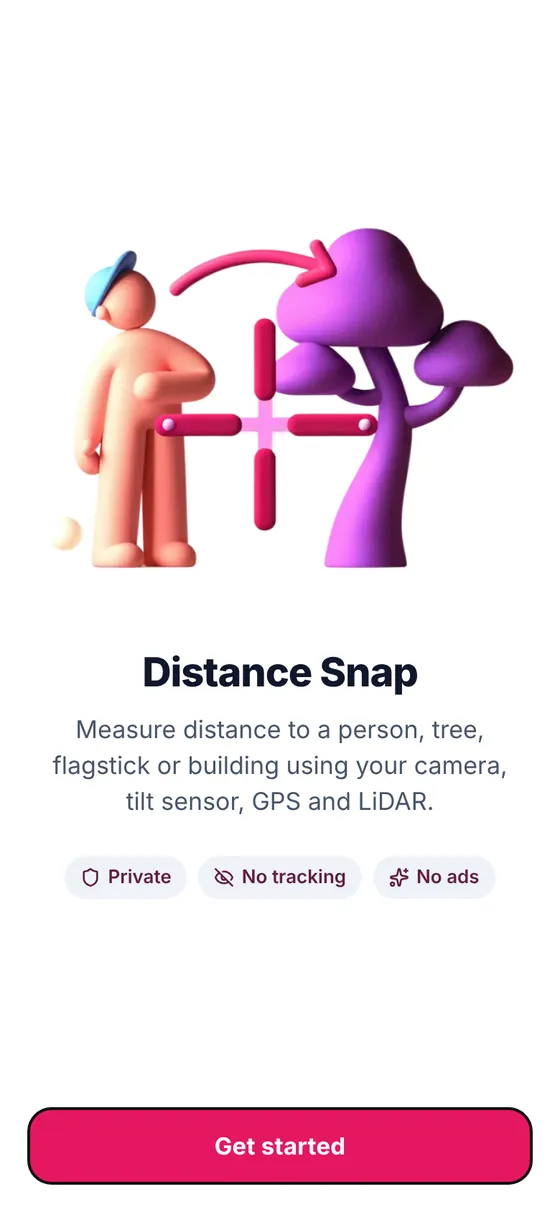 Distance Snap
Measure distance to a person, tree,
flagstick or building using your camera,
tilt sensor, GPS and LiDAR.
Private
No tracking
No ads
Get started